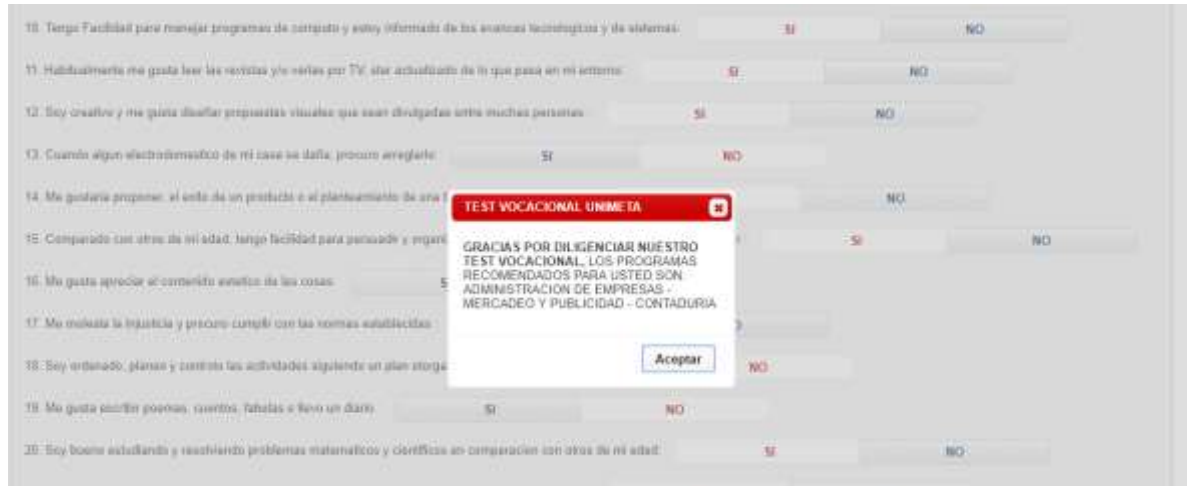 10. Tengo Facilidad para manejar programas de computo y estoy informado de los avances tecnologicos y de sistemas: SI NO
11. Habitualmente me gusta leer las revistas y/o verlas por TV, star actualizado de lo que pasa en mi entorno: SI NO
12. Soy creativo y me gusta diseñar propuestas visuales que sean divulgadas entre muchas personas: SI NO
13. Cuando algun electrodomestico de mi casa se daña, procuro arreglarlo: SI NO
14. Me gustaria proponer, el exito de un producto o el planteamiento de una NO
TEST VOCACIONAL UNIMETA
15. Comparado con otros de mi edad, tengo facilidad para persuadir y organi SI NO
GRACIAS POR DILIGENCIAR NUESTRO
TEST VOCACIONAL, LOS PROGRAMAS
RECOMENDADOS PARA USTED SON
ADMINISTRACION DE EMPRESAS -
MERCADEO Y PUBLICIDAD - CONTADURIA
16. Me gusta apreciar el contenido estetico de las cosas: S
17. Me molesta la injusticia y procuro cumplir con las normas establecidas:
Aceptar
18. Soy ordenado, planeo y controlo las actividades siguiendo un plan NO
19. Me gusta escribir poemas, cuentos, fabulas o llevo un diario: SI NO
20. Soy bueno estudiando y resolviendo problemas matematicos y cientificos en comparacion con otros de mi edad: SI NO